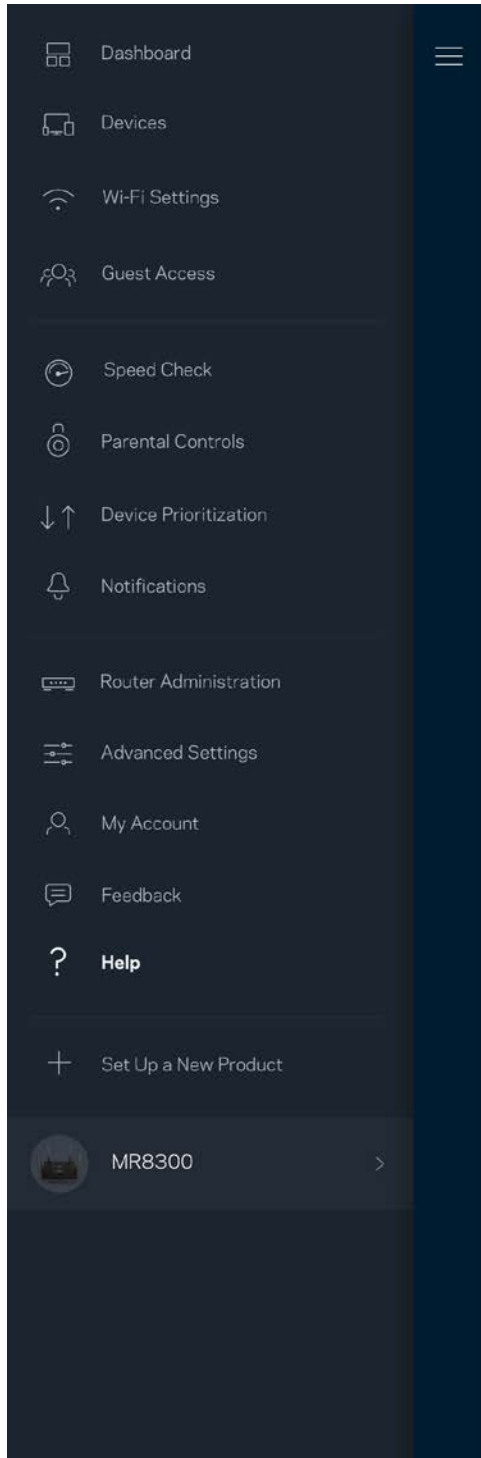 Dashboard
Devices
Wi-Fi Settings
Guest Access
Speed Check
Parental Controls
Device Prioritization
Notifications
Router Administration
Advanced Settings
My Account
Feedback
Help
Set Up a New Product
MR8300